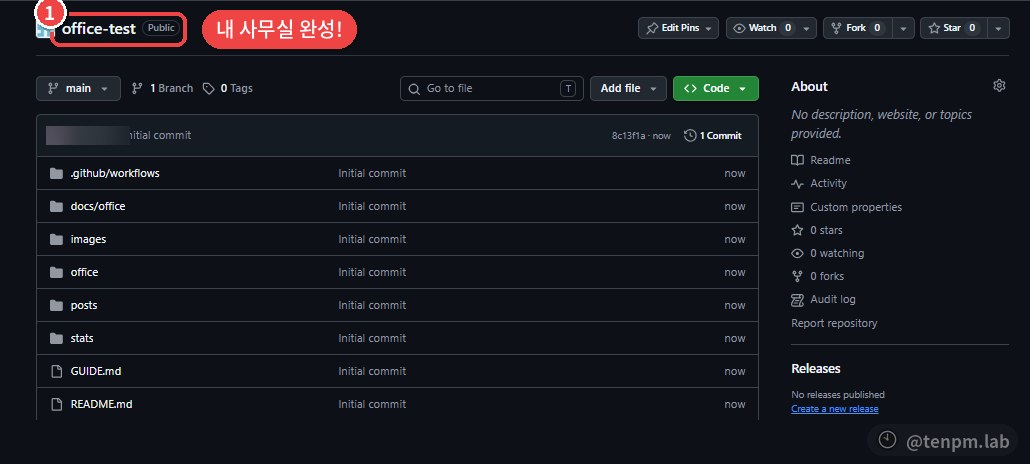 1
office-test Public
내 사무실 완성!
Edit Pins Watch 0 Fork 0 Star 0
main 1 Branch 0 Tags Go to file T Add file Code
nitial commit 8c13f1a · now 1 Commit
.github/workflows Initial commit now
docs/office Initial commit now
images Initial commit now
office Initial commit now
posts Initial commit now
stats Initial commit now
GUIDE.md Initial commit now
README.md Initial commit now
About
No description, website, or topics
provided.
Readme
Activity
Custom properties
0 stars
0 watching
0 forks
Audit log
Report repository
Releases
No releases published
Create a new release
@tenpm.lab